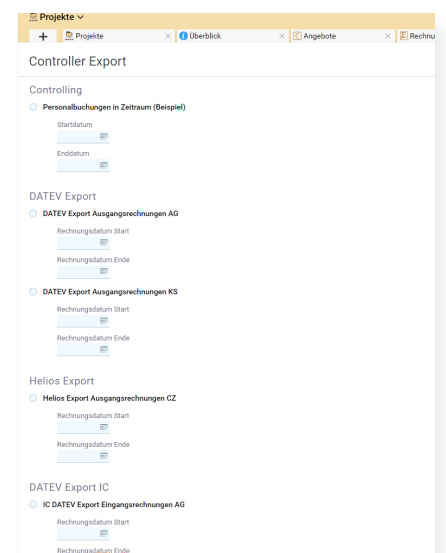 Projekte
+ Projekte × Überblick × Angebote × Rechnu
Controller Export
Controlling
Personalbuchungen in Zeitraum (Beispiel)
Startdatum
Enddatum
DATEV Export
DATEV Export Ausgangsrechnungen AG
Rechnungsdatum Start
Rechnungsdatum Ende
DATEV Export Ausgangsrechnungen KS
Rechnungsdatum Start
Rechnungsdatum Ende
Helios Export
Helios Export Ausgangsrechnungen CZ
Rechnungsdatum Start
Rechnungsdatum Ende
DATEV Export IC
IC DATEV Export Eingangsrechnungen AG
Rechnungsdatum Start
Rechnungsdatum Ende